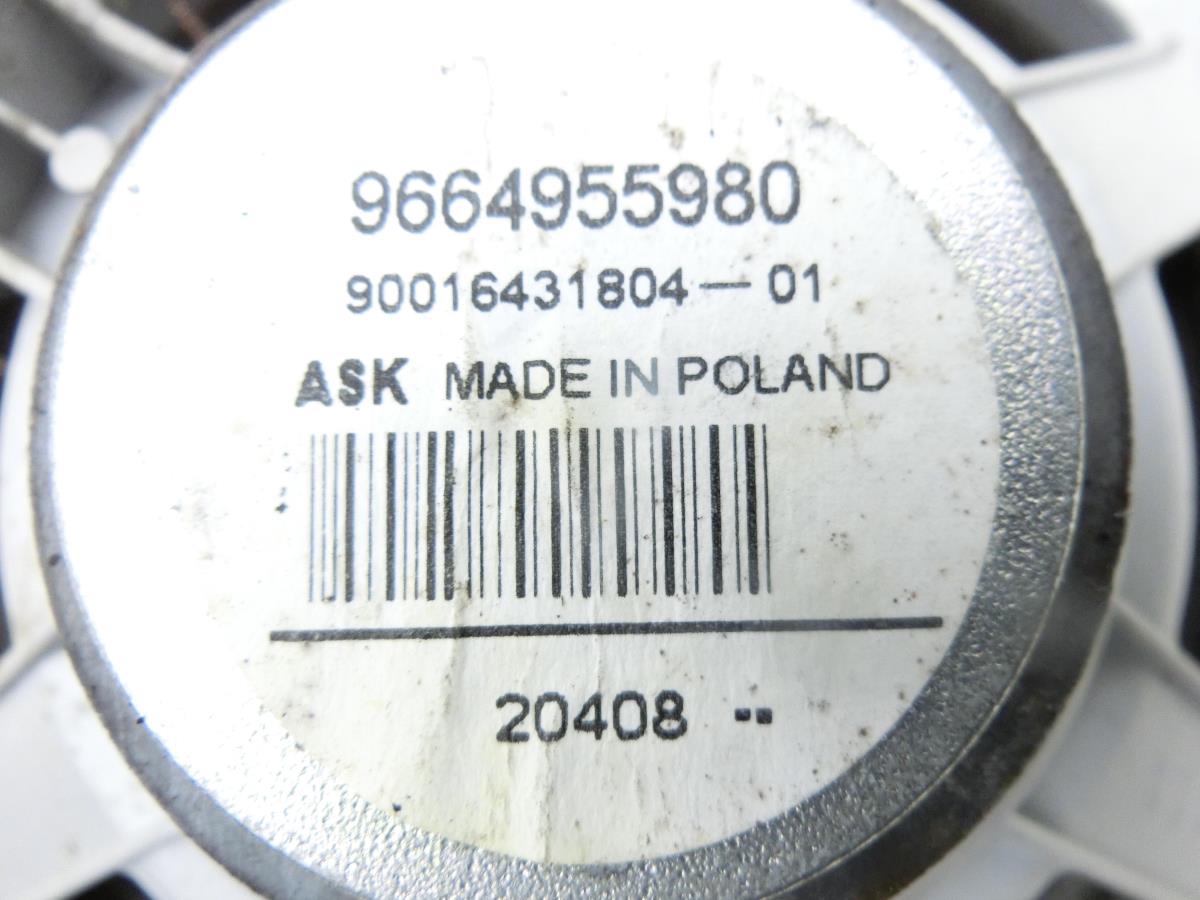 9664955980
90016431804-01
ASK MADE IN POLAND
20408 --